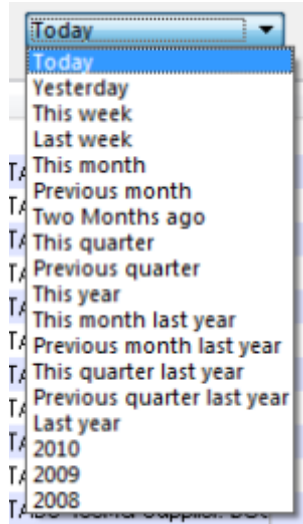 Today
Today
Yesterday
This week
Last week
This month
Previous month
Two Months ago
This quarter
Previous quarter
This year
This month last year
Previous month last year
This quarter last year
Previous quarter last year
Last year
2010
2009
2008